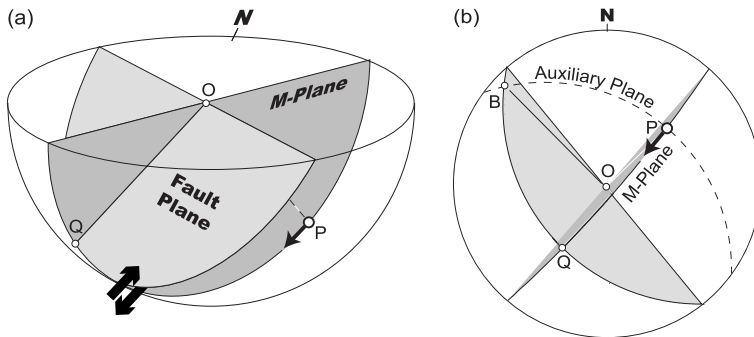 (a)
N
O
M-Plane
Fault
Plane
Q
P
(b)
N
Auxiliary Plane
B
P
O
M-Plane
Q